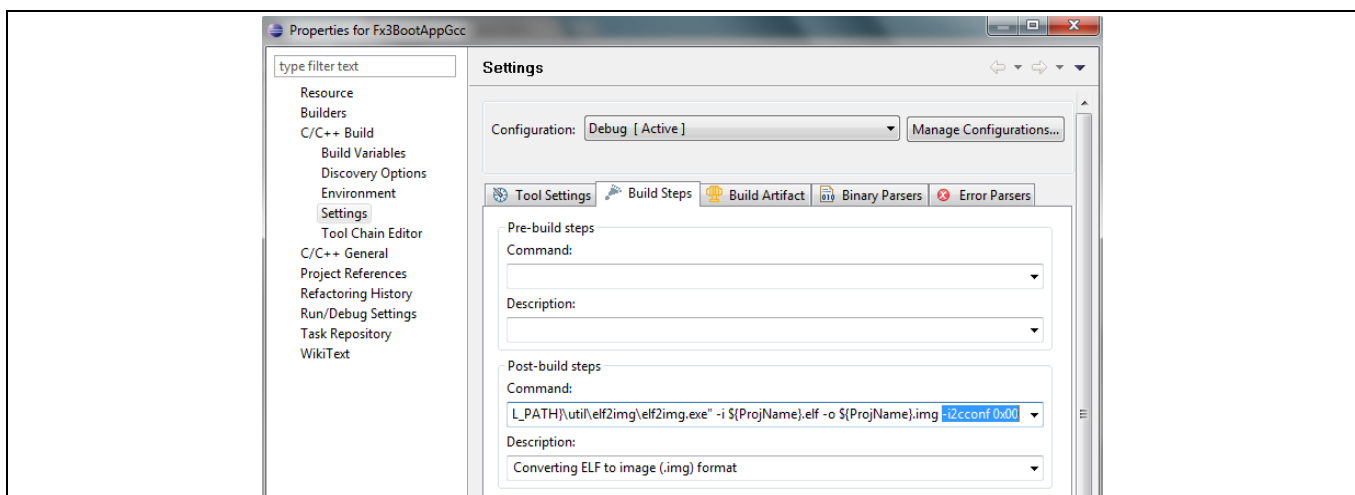 Properties for Fx3BootAppGcc
type filter text
Settings
Resource
Builders
C/C++ Build
Build Variables
Discovery Options
Environment
Settings
Tool Chain Editor
C/C++ General
Project References
Refactoring History
Run/Debug Settings
Task Repository
WikiText
Configuration: Debug [ Active ] Manage Configurations...
Tool Settings Build Steps Build Artifact Binary Parsers Error Parsers
Pre-build steps
Command:
Description:
Post-build steps
Command:
L_PATH}\util\elf2img\elf2img.exe" -i ${ProjName}.elf -o ${ProjName}.img -i2cconf 0x00
Description:
Converting ELF to image (.img) format